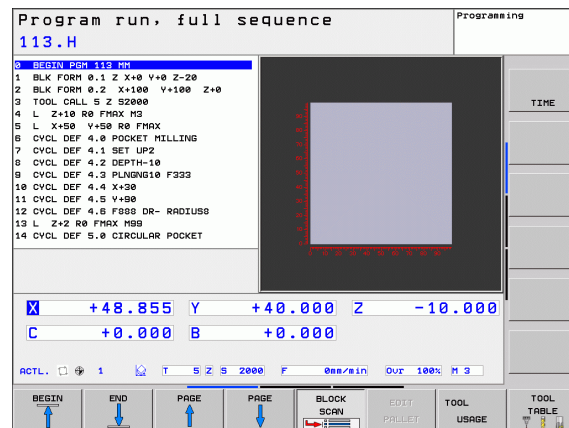 Program run, full sequence
Programming
113.H
0 BEGIN PGM 113 MM
1 BLK FORM 0.1 Z X+0 Y+0 Z-20
2 BLK FORM 0.2 X+100 Y+100 Z+0
3 TOOL CALL 5 Z S2000
4 L Z+10 R0 FMAX M3
5 L X+50 Y+50 R0 FMAX
6 CYCL DEF 4.0 POCKET MILLING
7 CYCL DEF 4.1 SET UP2
8 CYCL DEF 4.2 DEPTH-10
9 CYCL DEF 4.3 PLNGNG10 F333
10 CYCL DEF 4.4 X+30
11 CYCL DEF 4.5 Y+90
12 CYCL DEF 4.6 F888 DR- RADIUS8
13 L Z+2 R0 FMAX M99
14 CYCL DEF 5.0 CIRCULAR POCKET
TIME
X +48.855 Y +40.000 Z -10.000
C +0.000 B +0.000
ACTL. 1 T 5 Z S 2000 F 0mm/min Ovr 100% M 3
BEGIN
END
PAGE
PAGE
BLOCK
SCAN
EDIT
PALLET
TOOL
USAGE
TOOL
TABLE